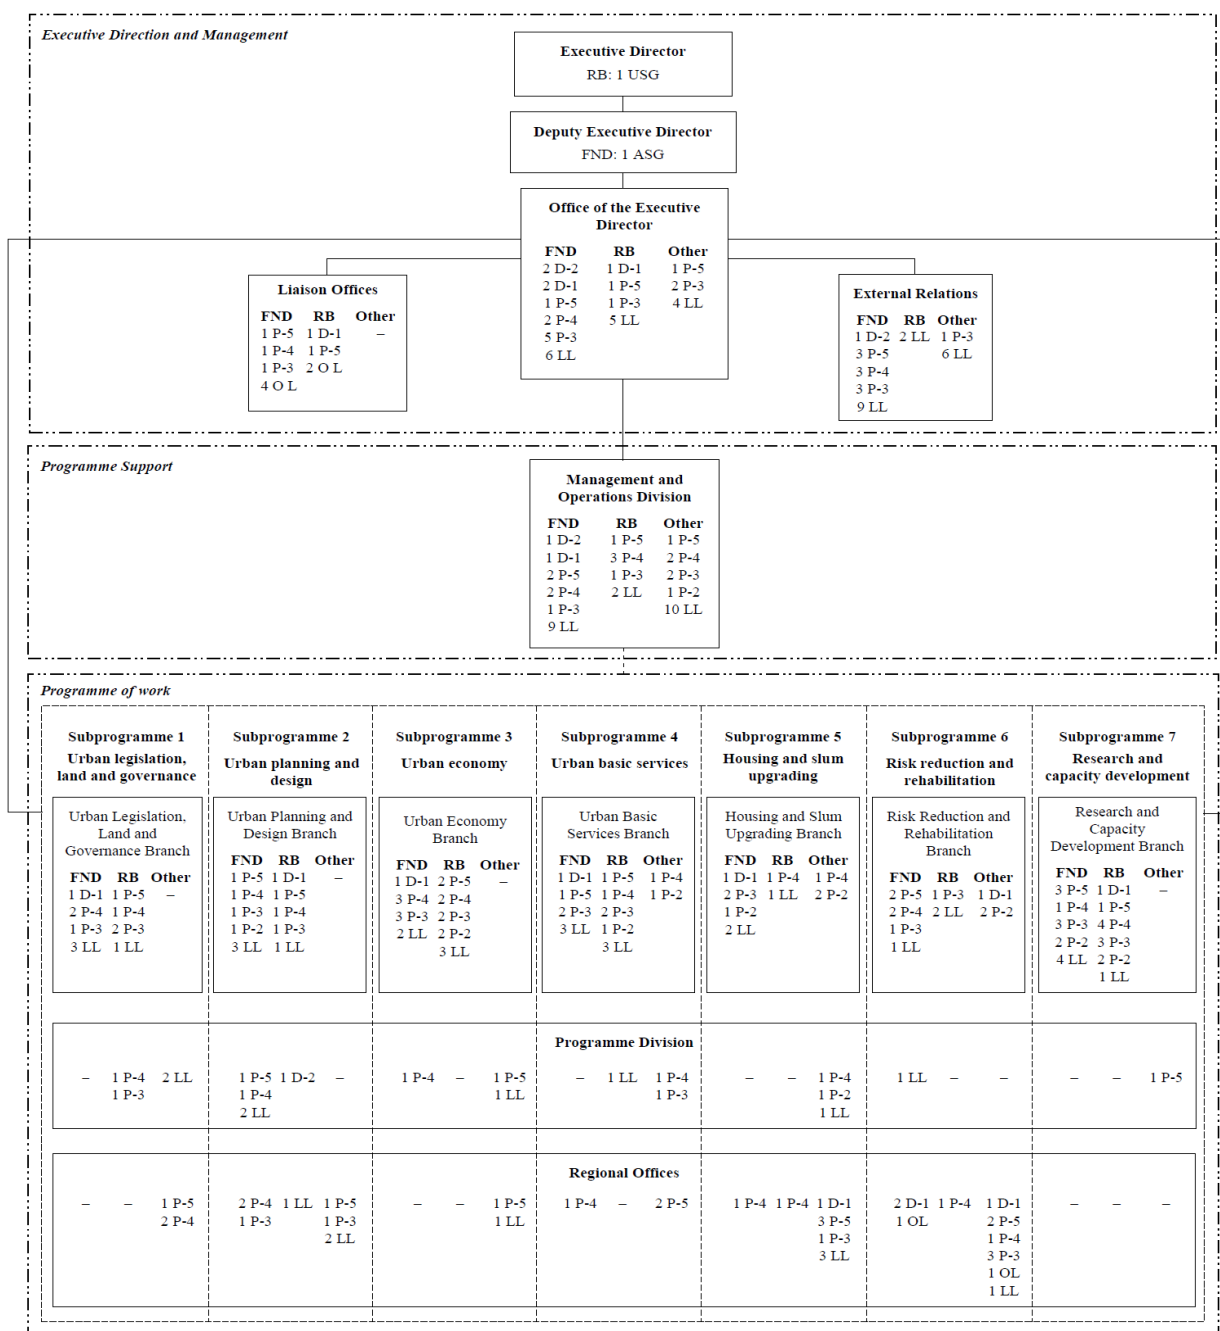 Executive Direction and Management
Executive Director
RB: 1 USG
Deputy Executive Director
FND: 1 ASG
Office of the Executive
Director
FND RB Other
2 D-2 1 D-1 1 P-5
2 D-1 1 P-5 2 P-3
1 P-5 1 P-3 4 LL
2 P-4 5 LL
5 P-3
6 LL
Liaison Offices
FND RB Other
1 P-5 1 D-1 –
1 P-4 1 P-5
1 P-3 2 O L
4 O L
External Relations
FND RB Other
1 D-2 2 LL 1 P-3
3 P-5 6 LL
3 P-4
3 P-3
9 LL
Programme Support
Management and
Operations Division
FND RB Other
1 D-2 1 P-5 1 P-5
1 D-1 3 P-4 2 P-4
2 P-5 1 P-3 2 P-3
2 P-4 2 LL 1 P-2
1 P-3 10 LL
9 LL
Programme of work
Subprogramme 1
Urban legislation,
land and governance
Urban Legislation,
Land and
Governance Branch
FND RB Other
1 D-1 1 P-5 –
2 P-4 1 P-4
1 P-3 2 P-3
3 LL 1 LL
Subprogramme 2
Urban planning and
design
Urban Planning and
Design Branch
FND RB Other
1 P-5 1 D-1 –
1 P-4 1 P-5
1 P-3 1 P-4
1 P-2 1 P-3
3 LL 1 LL
Subprogramme 3
Urban economy
Urban Economy
Branch
FND RB Other
1 D-1 2 P-5 –
3 P-4 2 P-4
3 P-3 2 P-3
2 LL 2 P-2
3 LL
Subprogramme 4
Urban basic services
Urban Basic
Services Branch
FND RB Other
1 D-1 1 P-5 1 P-4
1 P-5 1 P-4 1 P-2
2 P-3 2 P-3
3 LL 1 P-2
3 LL
Subprogramme 5
Housing and slum
upgrading
Housing and Slum
Upgrading Branch
FND RB Other
1 D-1 1 P-4 1 P-4
2 P-3 1 LL 2 P-2
1 P-2
2 LL
Subprogramme 6
Risk reduction and
rehabilitation
Risk Reduction and
Rehabilitation
Branch
FND RB Other
2 P-5 1 P-3 1 D-1
2 P-4 2 LL 2 P-2
1 P-3
1 LL
Subprogramme 7
Research and
capacity development
Research and
Capacity
Development Branch
FND RB Other
3 P-5 1 D-1 –
1 P-4 1 P-5
3 P-3 4 P-4
2 P-2 3 P-3
4 LL 2 P-2
1 LL
Programme Division
– 1 P-4 2 LL 1 P-5 1 D-2 – 1 P-4 – 1 P-5 – 1 LL 1 P-4 – – 1 P-4 1 LL – – – – 1 P-5
1 P-3 1 P-4 1 LL 1 P-3 1 P-2
2 LL 1 LL
Regional Offices
– – 1 P-5 2 P-4 1 LL 1 P-5 – – 1 P-5 1 P-4 – 2 P-5 1 P-4 1 P-4 1 D-1 2 D-1 1 P-4 1 D-1 – – –
2 P-4 1 P-3 1 P-3 1 LL 3 P-5 1 OL 2 P-5
2 LL 1 P-3 1 P-4
3 LL 3 P-3
1 OL
1 LL